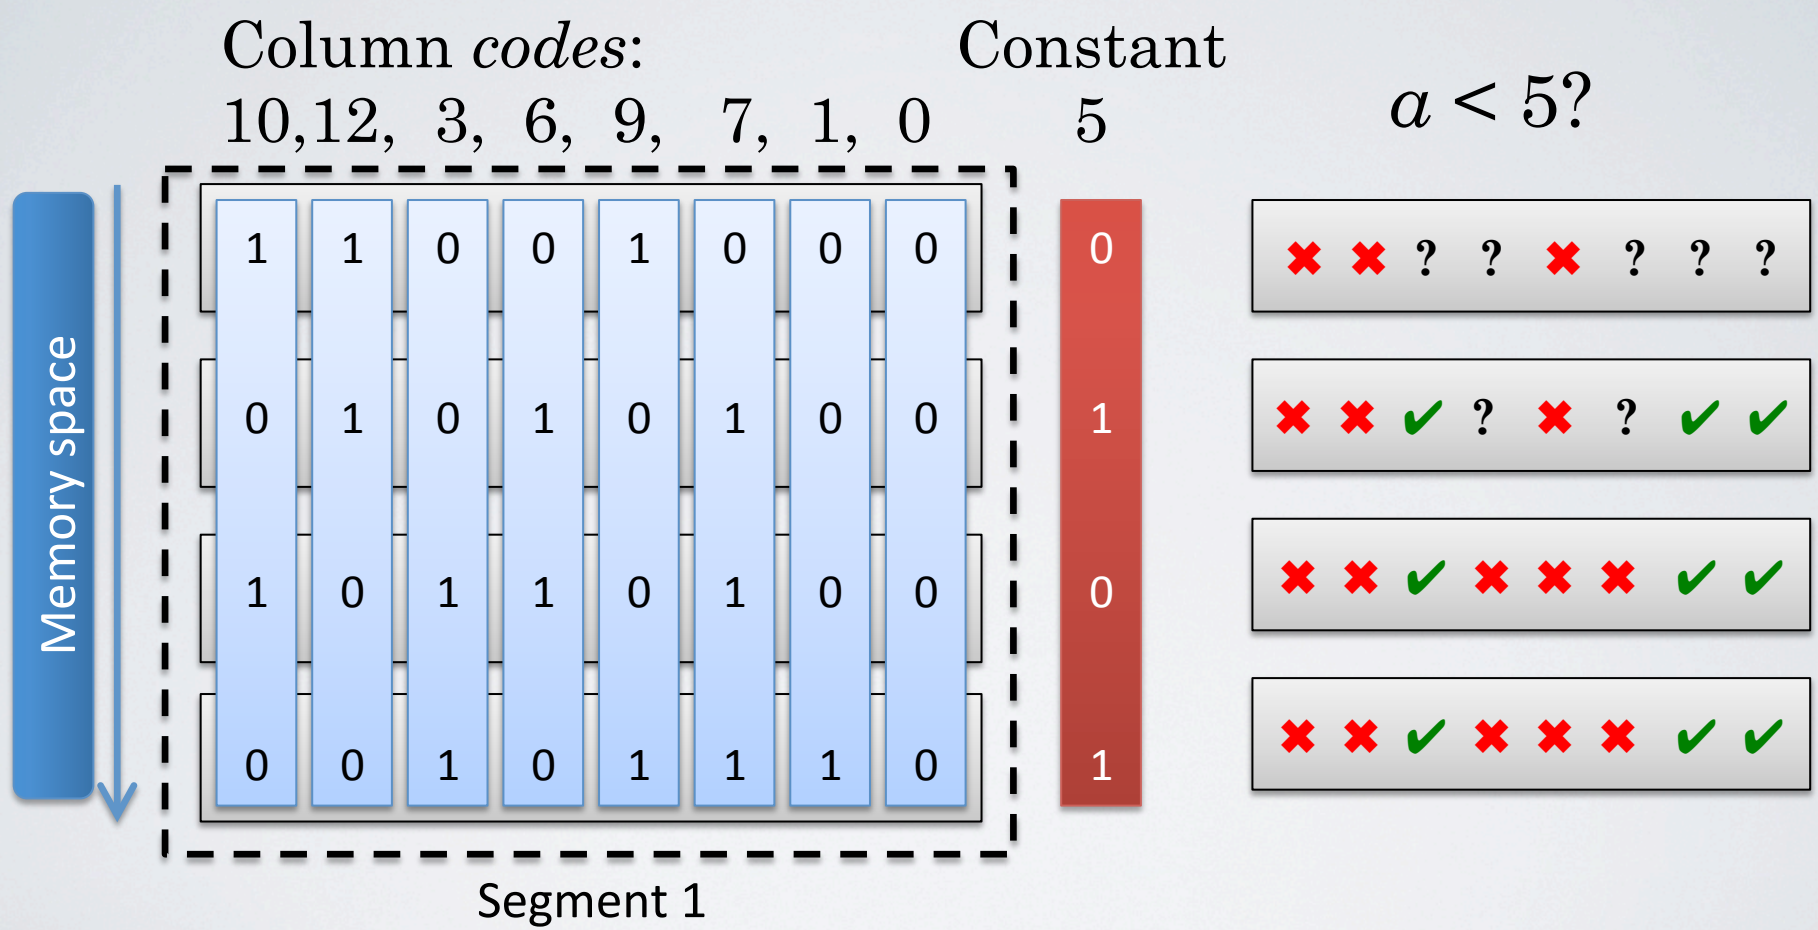 Column codes: Constant
a < 5?
10,12, 3, 6, 9, 7, 1, 0 5
1 1 0 0 1 0 0 0 0 ✖ ✖ ? ? ✖ ? ? ?
0 1 0 1 0 1 0 0 1 ✖ ✖ ✔ ? ✖ ? ✔ ✔
1 0 1 1 0 1 0 0 0 ✖ ✖ ✔ ✖ ✖ ✖ ✔ ✔
0 0 1 0 1 1 1 0 1 ✖ ✖ ✔ ✖ ✖ ✖ ✔ ✔
Memory space
Segment 1